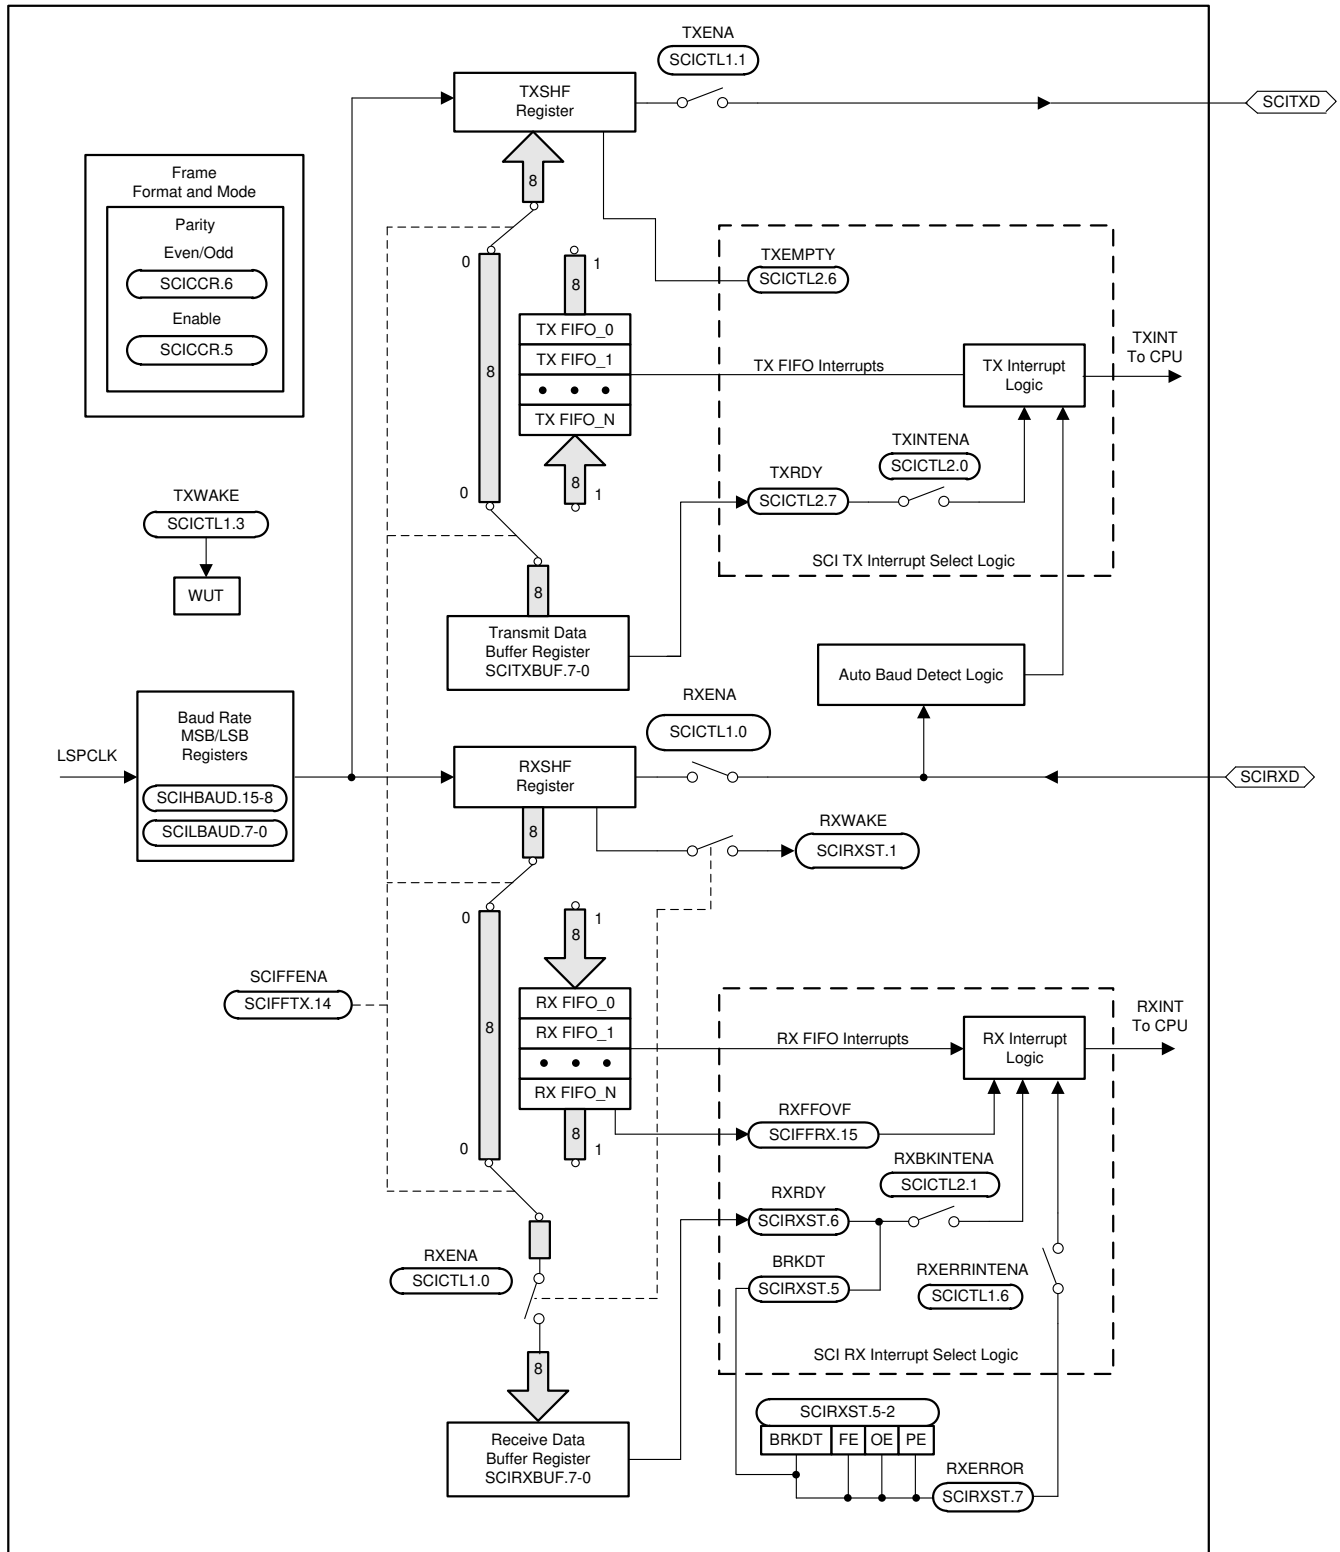 TXENA
SCICTL1.1
TXSHF
Register
SCITXD
Frame
Format and Mode
Parity
Even/Odd
SCICCR.6
Enable
SCICCR.5
8
0
1
8
8
TX FIFO_0
TX FIFO_1
TX FIFO_N
8
0
1
TXEMPTY
SCICTL2.6
TX FIFO Interrupts
TX Interrupt
Logic
TXINT
To CPU
TXINTENA
SCICTL2.0
TXRDY
SCICTL2.7
SCI TX Interrupt Select Logic
TXWAKE
SCICTL1.3
WUT
8
Transmit Data
Buffer Register
SCITXBUF.7-0
Auto Baud Detect Logic
RXENA
SCICTL1.0
LSPCLK
Baud Rate
MSB/LSB
Registers
SCIHBAUD.15-8
SCILBAUD.7-0
RXSHF
Register
SCIRXD
8
RXWAKE
SCIRXST.1
0
1
8
8
SCIFFENA
SCIFFTX.14
RX FIFO_0
RX FIFO_1
RX FIFO_N
8
0
1
RX FIFO Interrupts
RX Interrupt
Logic
RXINT
To CPU
RXFFOVF
SCIFFRX.15
RXBKINTENA
SCICTL2.1
RXRDY
SCIRXST.6
BRKDT
SCIRXST.5
RXERRINTENA
SCICTL1.6
SCI RX Interrupt Select Logic
RXENA
SCICTL1.0
8
Receive Data
Buffer Register
SCIRXBUF.7-0
SCIRXST.5-2
BRKDT FE OE PE
RXERROR
SCIRXST.7